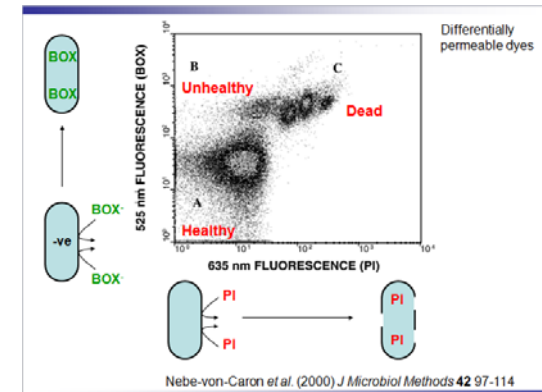 Differentially
permeable dyes
BOX
BOX
B
C
Unhealthy
Dead
A
Healthy
525 nm FLUORESCENCE (BOX)
635 nm FLUORESCENCE (PI)
BOX-
-ve
BOX-
PI
PI
PI
PI
Nebe-von-Caron et al. (2000) J Microbiol Methods 42 97-114